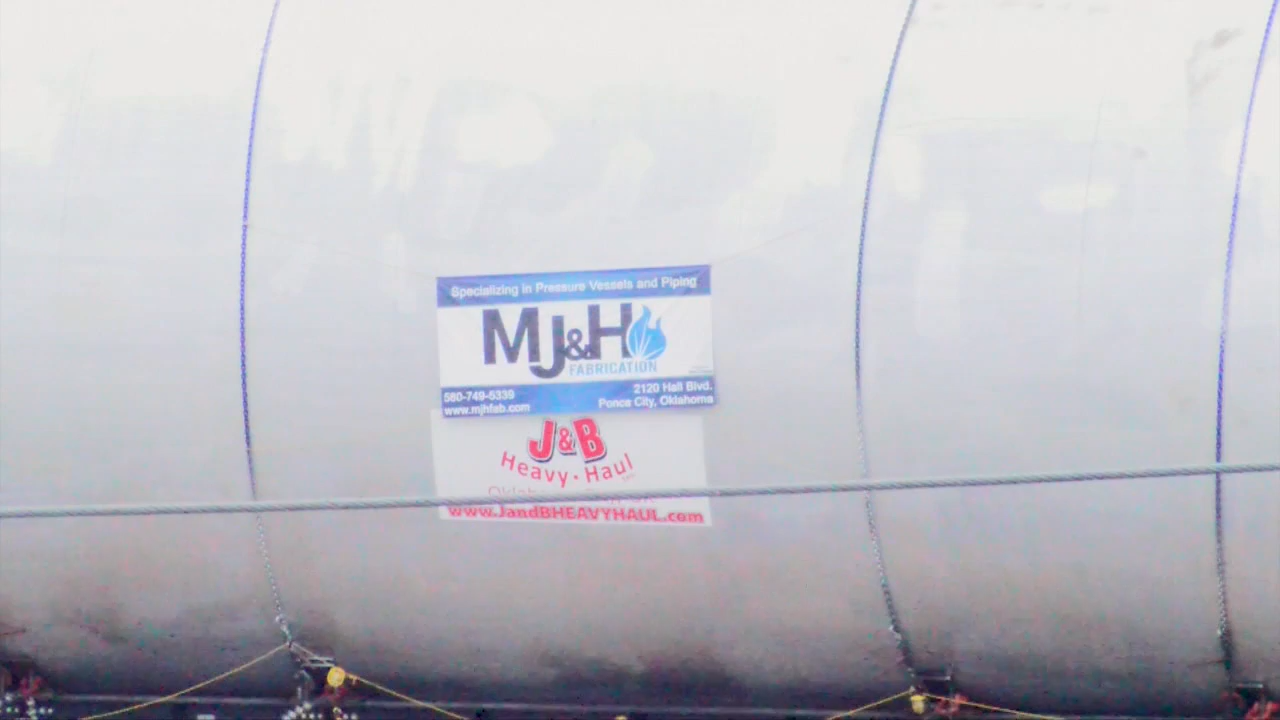 Specializing in Pressure Vessels and Piping
MJ&H
FABRICATION
580-749-5339
2120 Hall Blvd.
www.mjhfab.com
Ponca City, Oklahoma
J&B
Heavy · Haul
www.JandBHEAVYHAUL.com